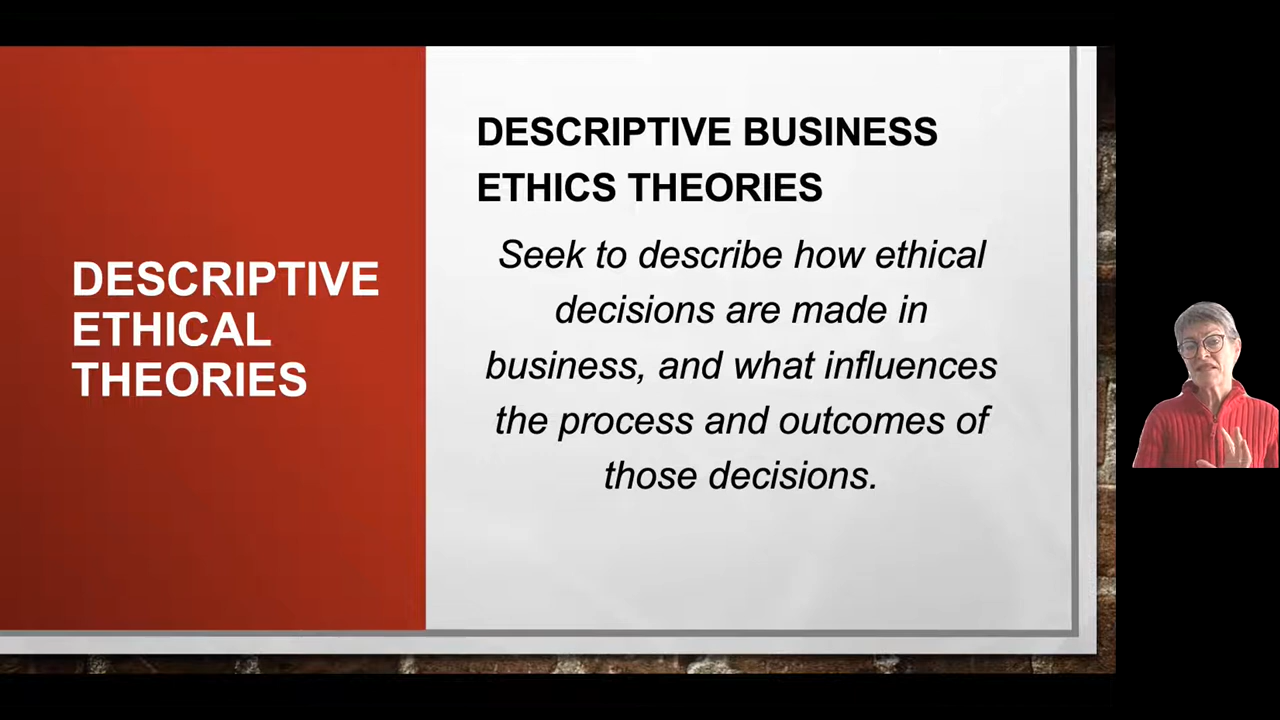 DESCRIPTIVE
ETHICAL
THEORIES
DESCRIPTIVE BUSINESS
ETHICS THEORIES
Seek to describe how ethical
decisions are made in
business, and what influences
the process and outcomes of
those decisions.